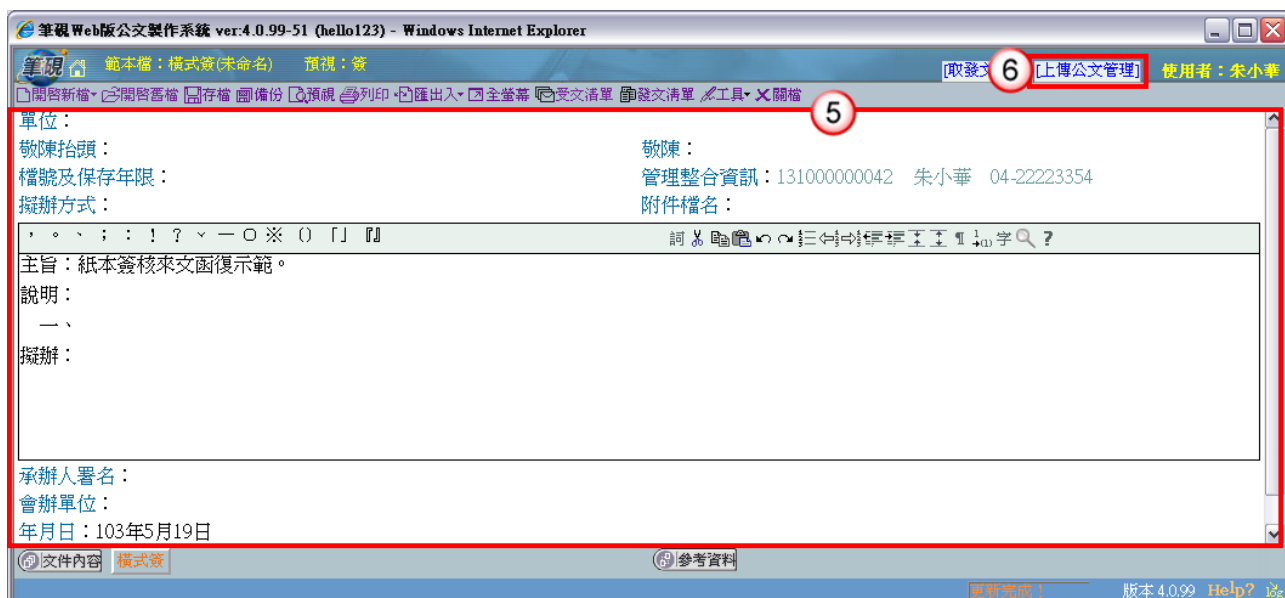 筆硯Web版公文製作系統 ver:4.0.99-51 (hello123) - Windows Internet Explorer
筆硯 範本檔：橫式簽(未命名) 預視：簽 [取發文 6 [上傳公文管理] 使用者：朱小華
開啓新檔 開啓舊檔 存檔 備份 預視 列印 匯出入 全螢幕 受文清單 發文清單 工具 關檔
5
單位：
敬陳抬頭： 敬陳：
檔號及保存年限： 管理整合資訊：131000000042 朱小華 04-22223354
擬辦方式： 附件檔名：
， 。 、 ； ： ！ ？ ˇ － ○ ※ （） 「」 『』 詞 字 ?
主旨：紙本簽核來文函復示範。
說明：
一、
擬辦：
承辦人署名：
會辦單位：
年月日：103年5月19日
文件內容 橫式簽 參考資料
更新完成！ 版本 4.0.99 Help? log